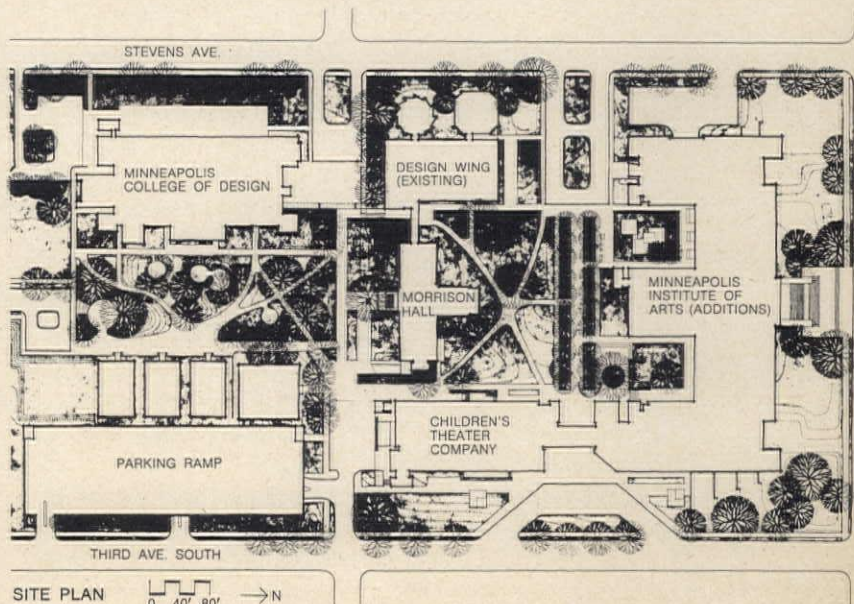 STEVENS AVE.
MINNEAPOLIS
COLLEGE OF DESIGN
DESIGN WING
(EXISTING)
MORRISON
HALL
MINNEAPOLIS
INSTITUTE OF
ARTS (ADDITIONS)
CHILDREN'S
THEATER
COMPANY
PARKING RAMP
THIRD AVE. SOUTH
SITE PLAN
0 40' 80'
N